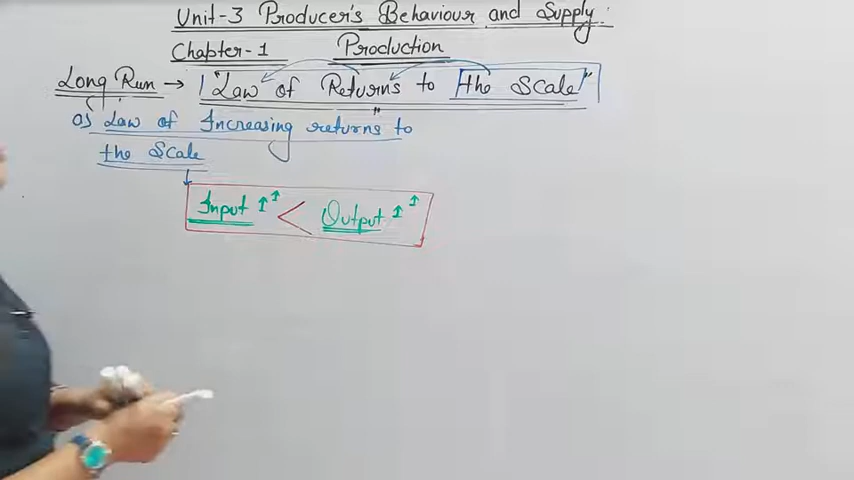 Unit-3 Producer's Behaviour and Supply.
Chapter-1 Production
Long Run → "Law of Returns to the Scale"
a) Law of Increasing returns to
the Scale
Input ↑↑ < Output ↑↑